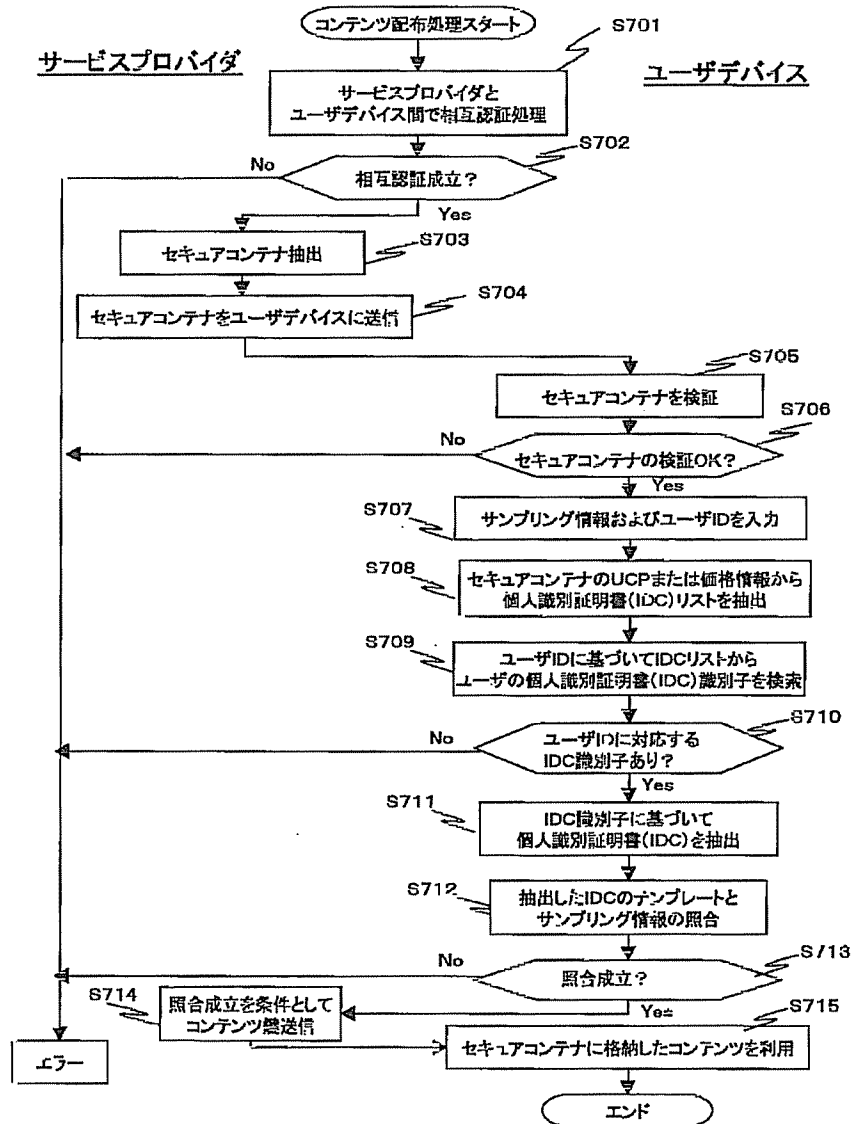 コンテンツ配布処理スタート
S701
サービスプロバイダ
ユーザデバイス
サービスプロバイダと
ユーザデバイス間で相互認証処理
S702
No
相互認証成立？
Yes
セキュアコンテナ抽出
S703
セキュアコンテナをユーザデバイスに送信
S704
S705
セキュアコンテナを検証
S706
No
セキュアコンテナの検証OK？
Yes
S707
サンプリング情報およびユーザIDを入力
S708
セキュアコンテナのUCPまたは価格情報から
個人識別証明書(IDC)リストを抽出
S709
ユーザIDに基づいてIDCリストから
ユーザの個人識別証明書(IDC)識別子を検索
S710
No
ユーザIDに対応する
IDC識別子あり？
Yes
S711
IDC識別子に基づいて
個人識別証明書(IDC)を抽出
S712
抽出したIDCのテンプレートと
サンプリング情報の照合
S713
No
照合成立？
Yes
S714
照合成立を条件として
コンテンツ鍵送信
S715
セキュアコンテナに格納したコンテンツを利用
エラー
エンド